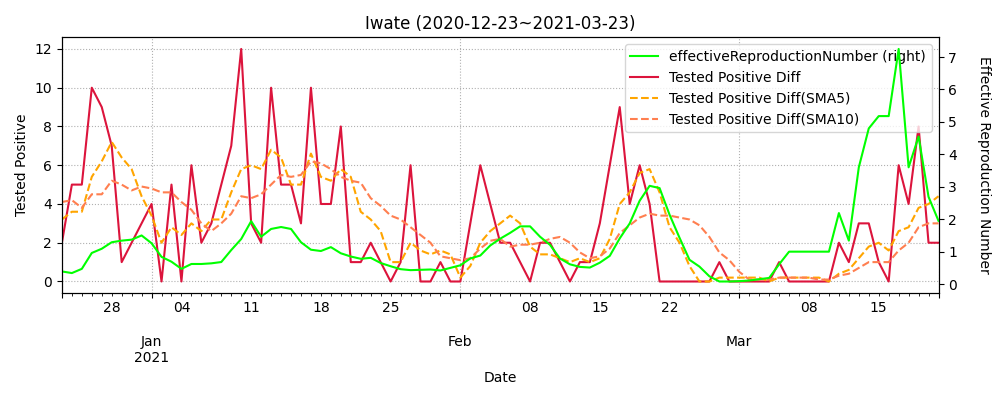 Iwate (2020-12-23~2021-03-23)
effectiveReproductionNumber (right)
Tested Positive Diff
Tested Positive Diff(SMA5)
Tested Positive Diff(SMA10)
Tested Positive
12
10
8
6
4
2
0
Effective Reproduction Number
7
6
5
4
3
2
1
0
28 04 11 18 25 08 15 22 08 15
Jan Feb Mar
2021
Date